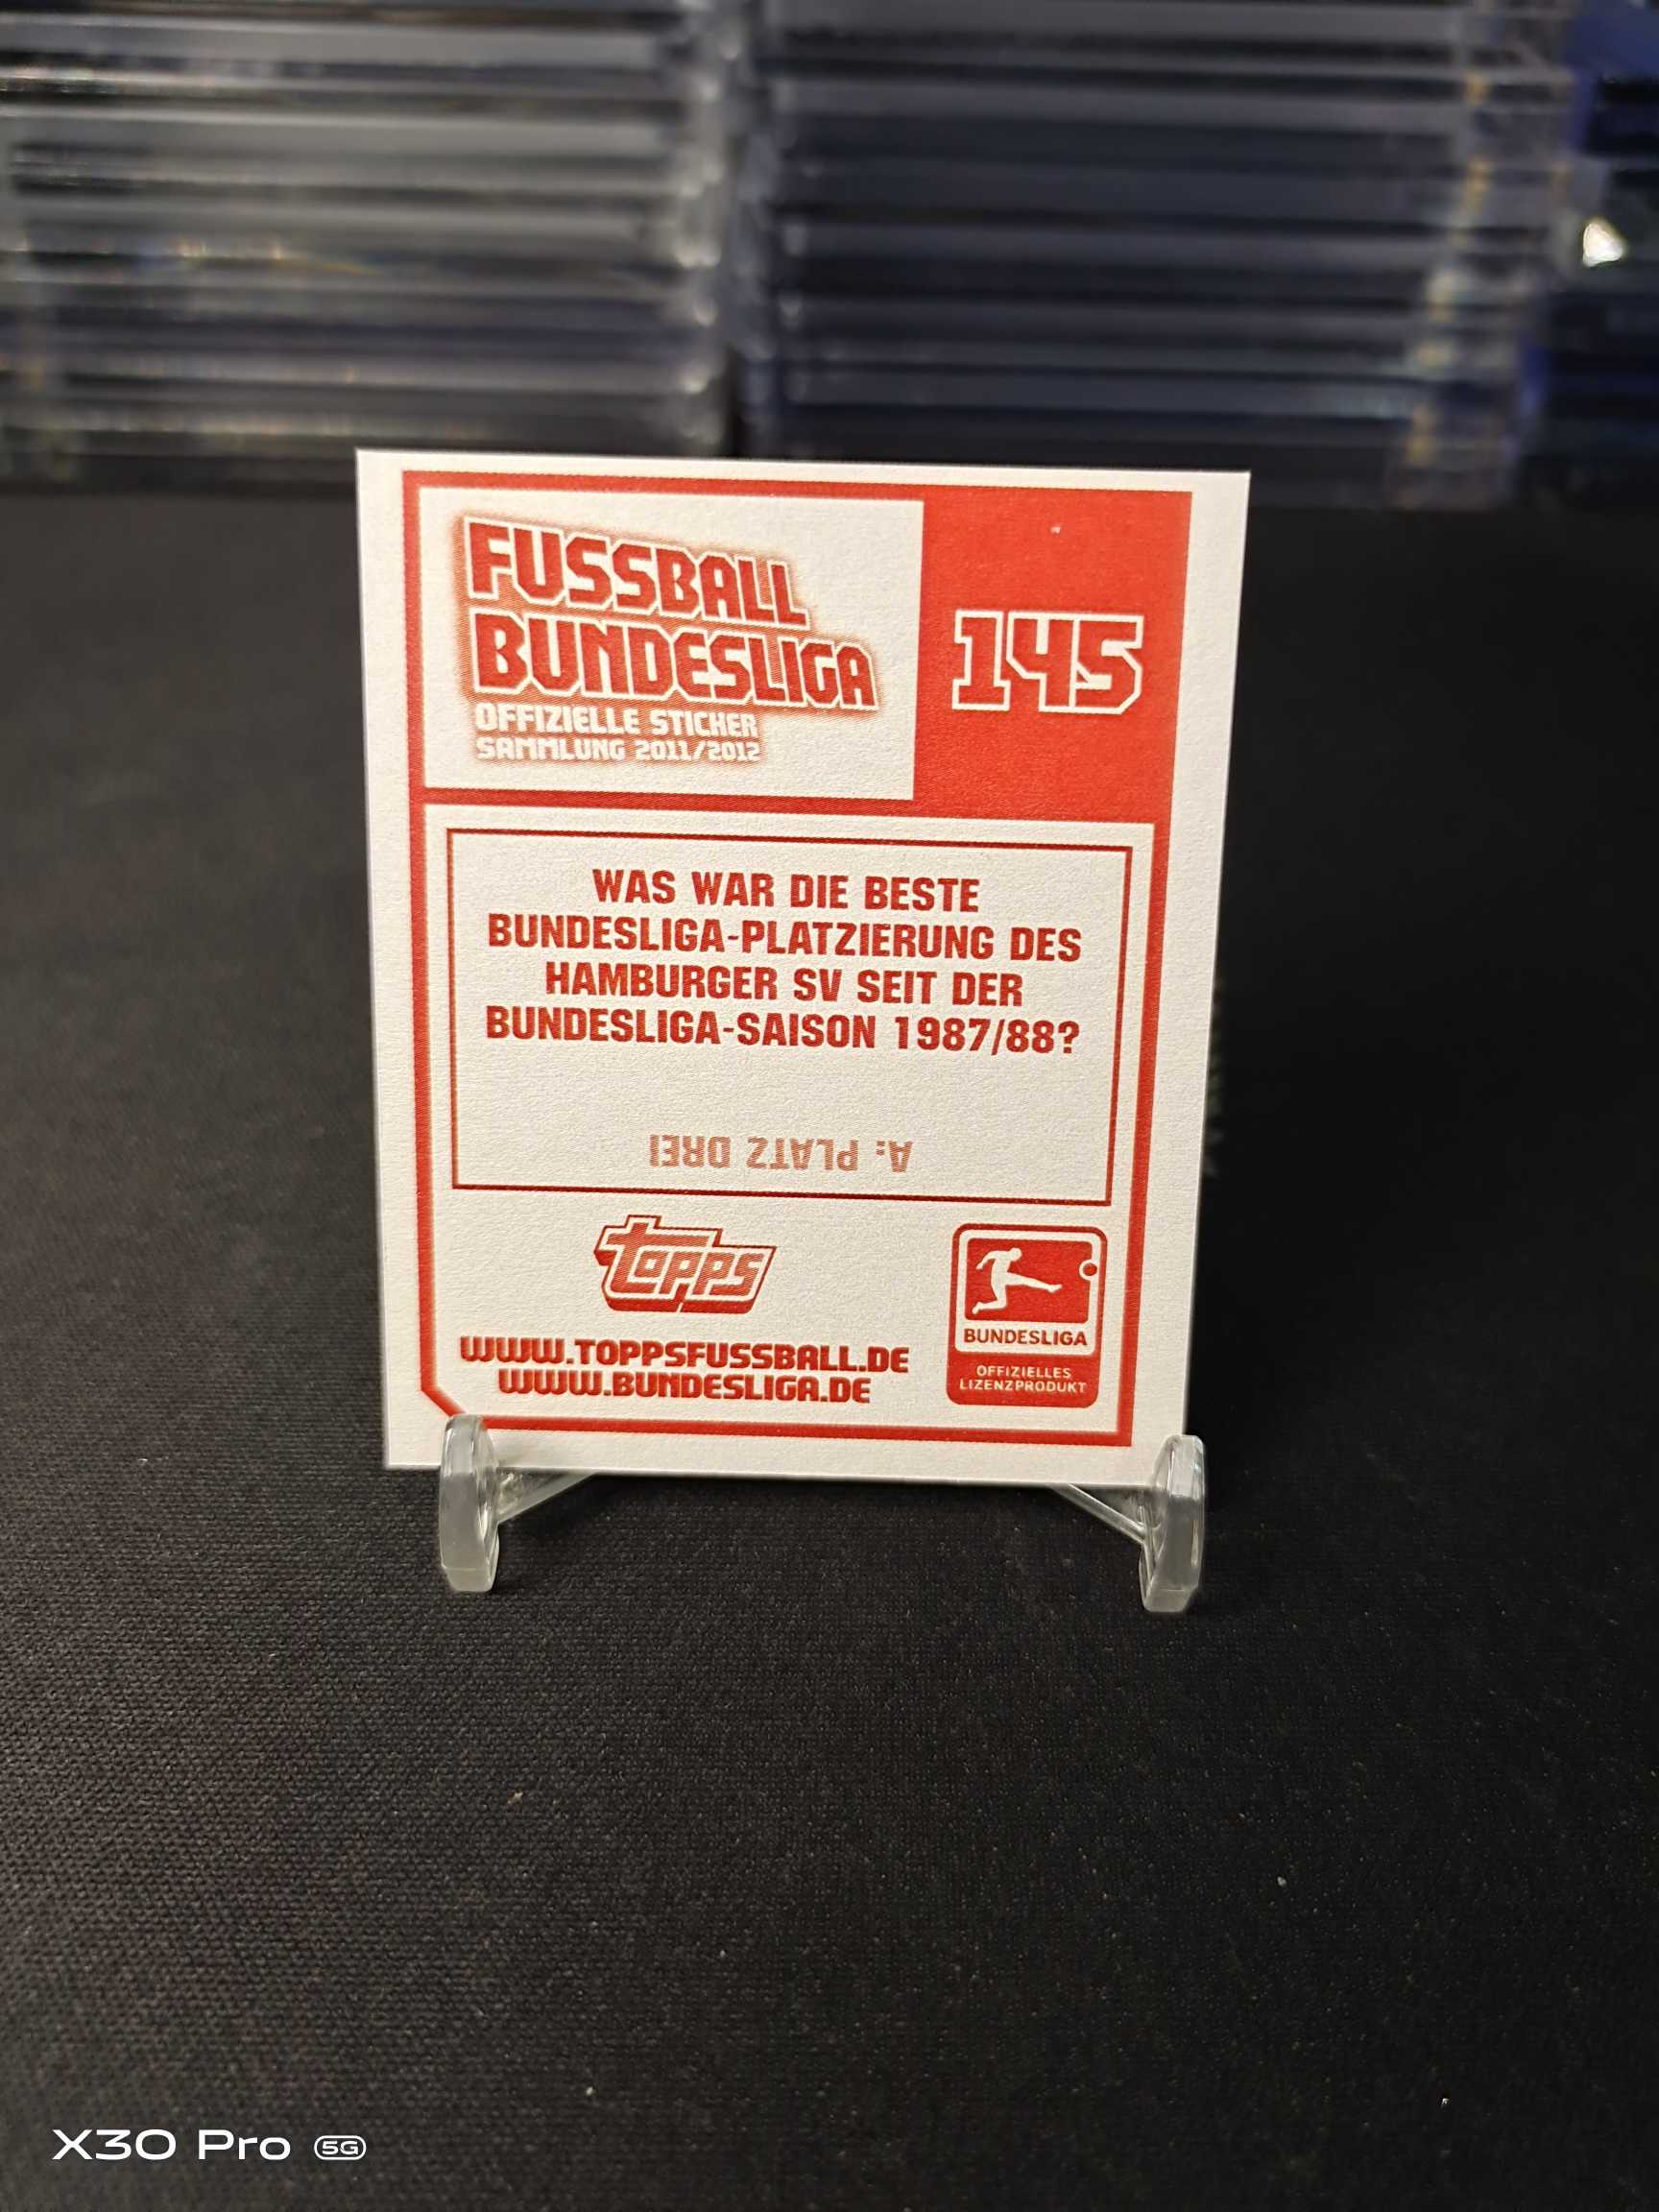 FUSSBALL
BUNDESLIGA
OFFIZIELLE STICKER
SAMMLUNG 2011/2012
145
WAS WAR DIE BESTE
BUNDESLIGA-PLATZIERUNG DES
HAMBURGER SV SEIT DER
BUNDESLIGA-SAISON 1987/88?
A: PLATZ DREI
topps
WWW.TOPPSFUSSBALL.DE
WWW.BUNDESLIGA.DE
BUNDESLIGA
OFFIZIELLES
LIZENZPRODUKT
X30 Pro 5G